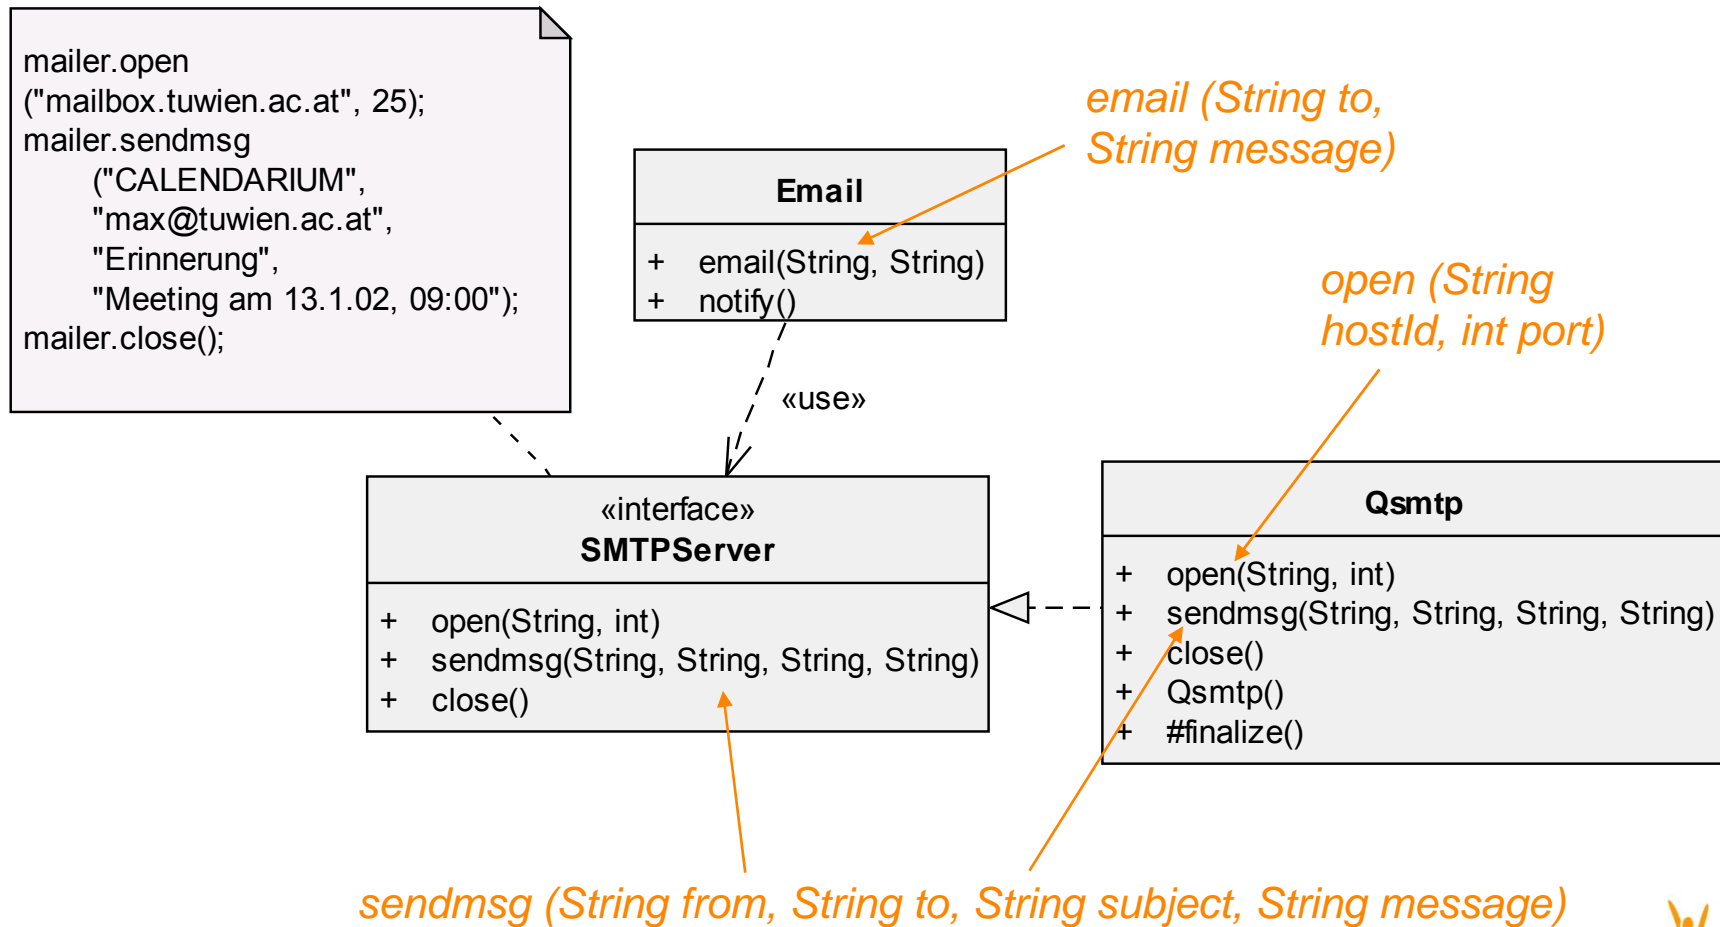 mailer.open
("mailbox.tuwien.ac.at", 25);
mailer.sendmsg
("CALENDARIUM",
"max@tuwien.ac.at",
"Erinnerung",
"Meeting am 13.1.02, 09:00");
mailer.close();
email (String to,
String message)
Email
+ email(String, String)
+ notify()
open (String
hostId, int port)
«use»
«interface»
SMTPServer
+ open(String, int)
+ sendmsg(String, String, String, String)
+ close()
Qsmtp
+ open(String, int)
+ sendmsg(String, String, String, String)
+ close()
+ Qsmtp()
+ #finalize()
sendmsg (String from, String to, String subject, String message)